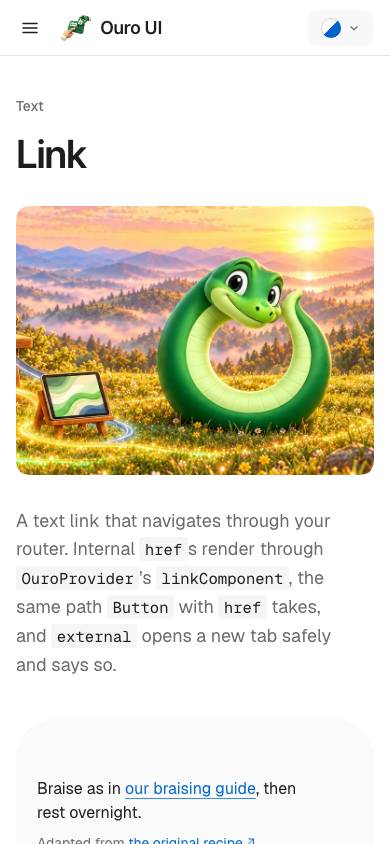 Ouro UI
Text
Link
A text link that navigates through your
router. Internal href s render through
OuroProvider 's linkComponent , the
same path Button with href takes,
and external opens a new tab safely
and says so.
Braise as in our braising guide, then
rest overnight.
Adapted from the original recipe ↗